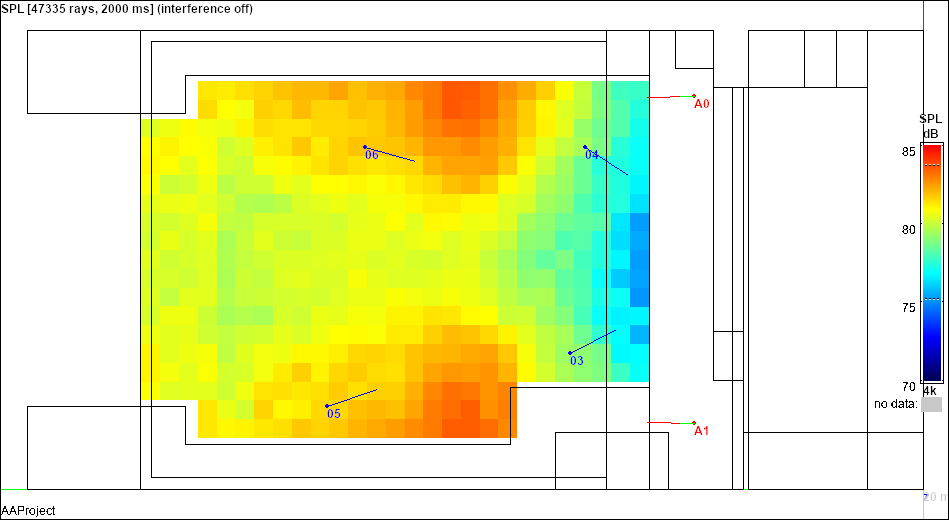 SPL [47335 rays, 2000 ms] (interference off)
A0
SPL
dB
85
06
04
80
75
03
70
4k
no data:
05
A1
AAProject